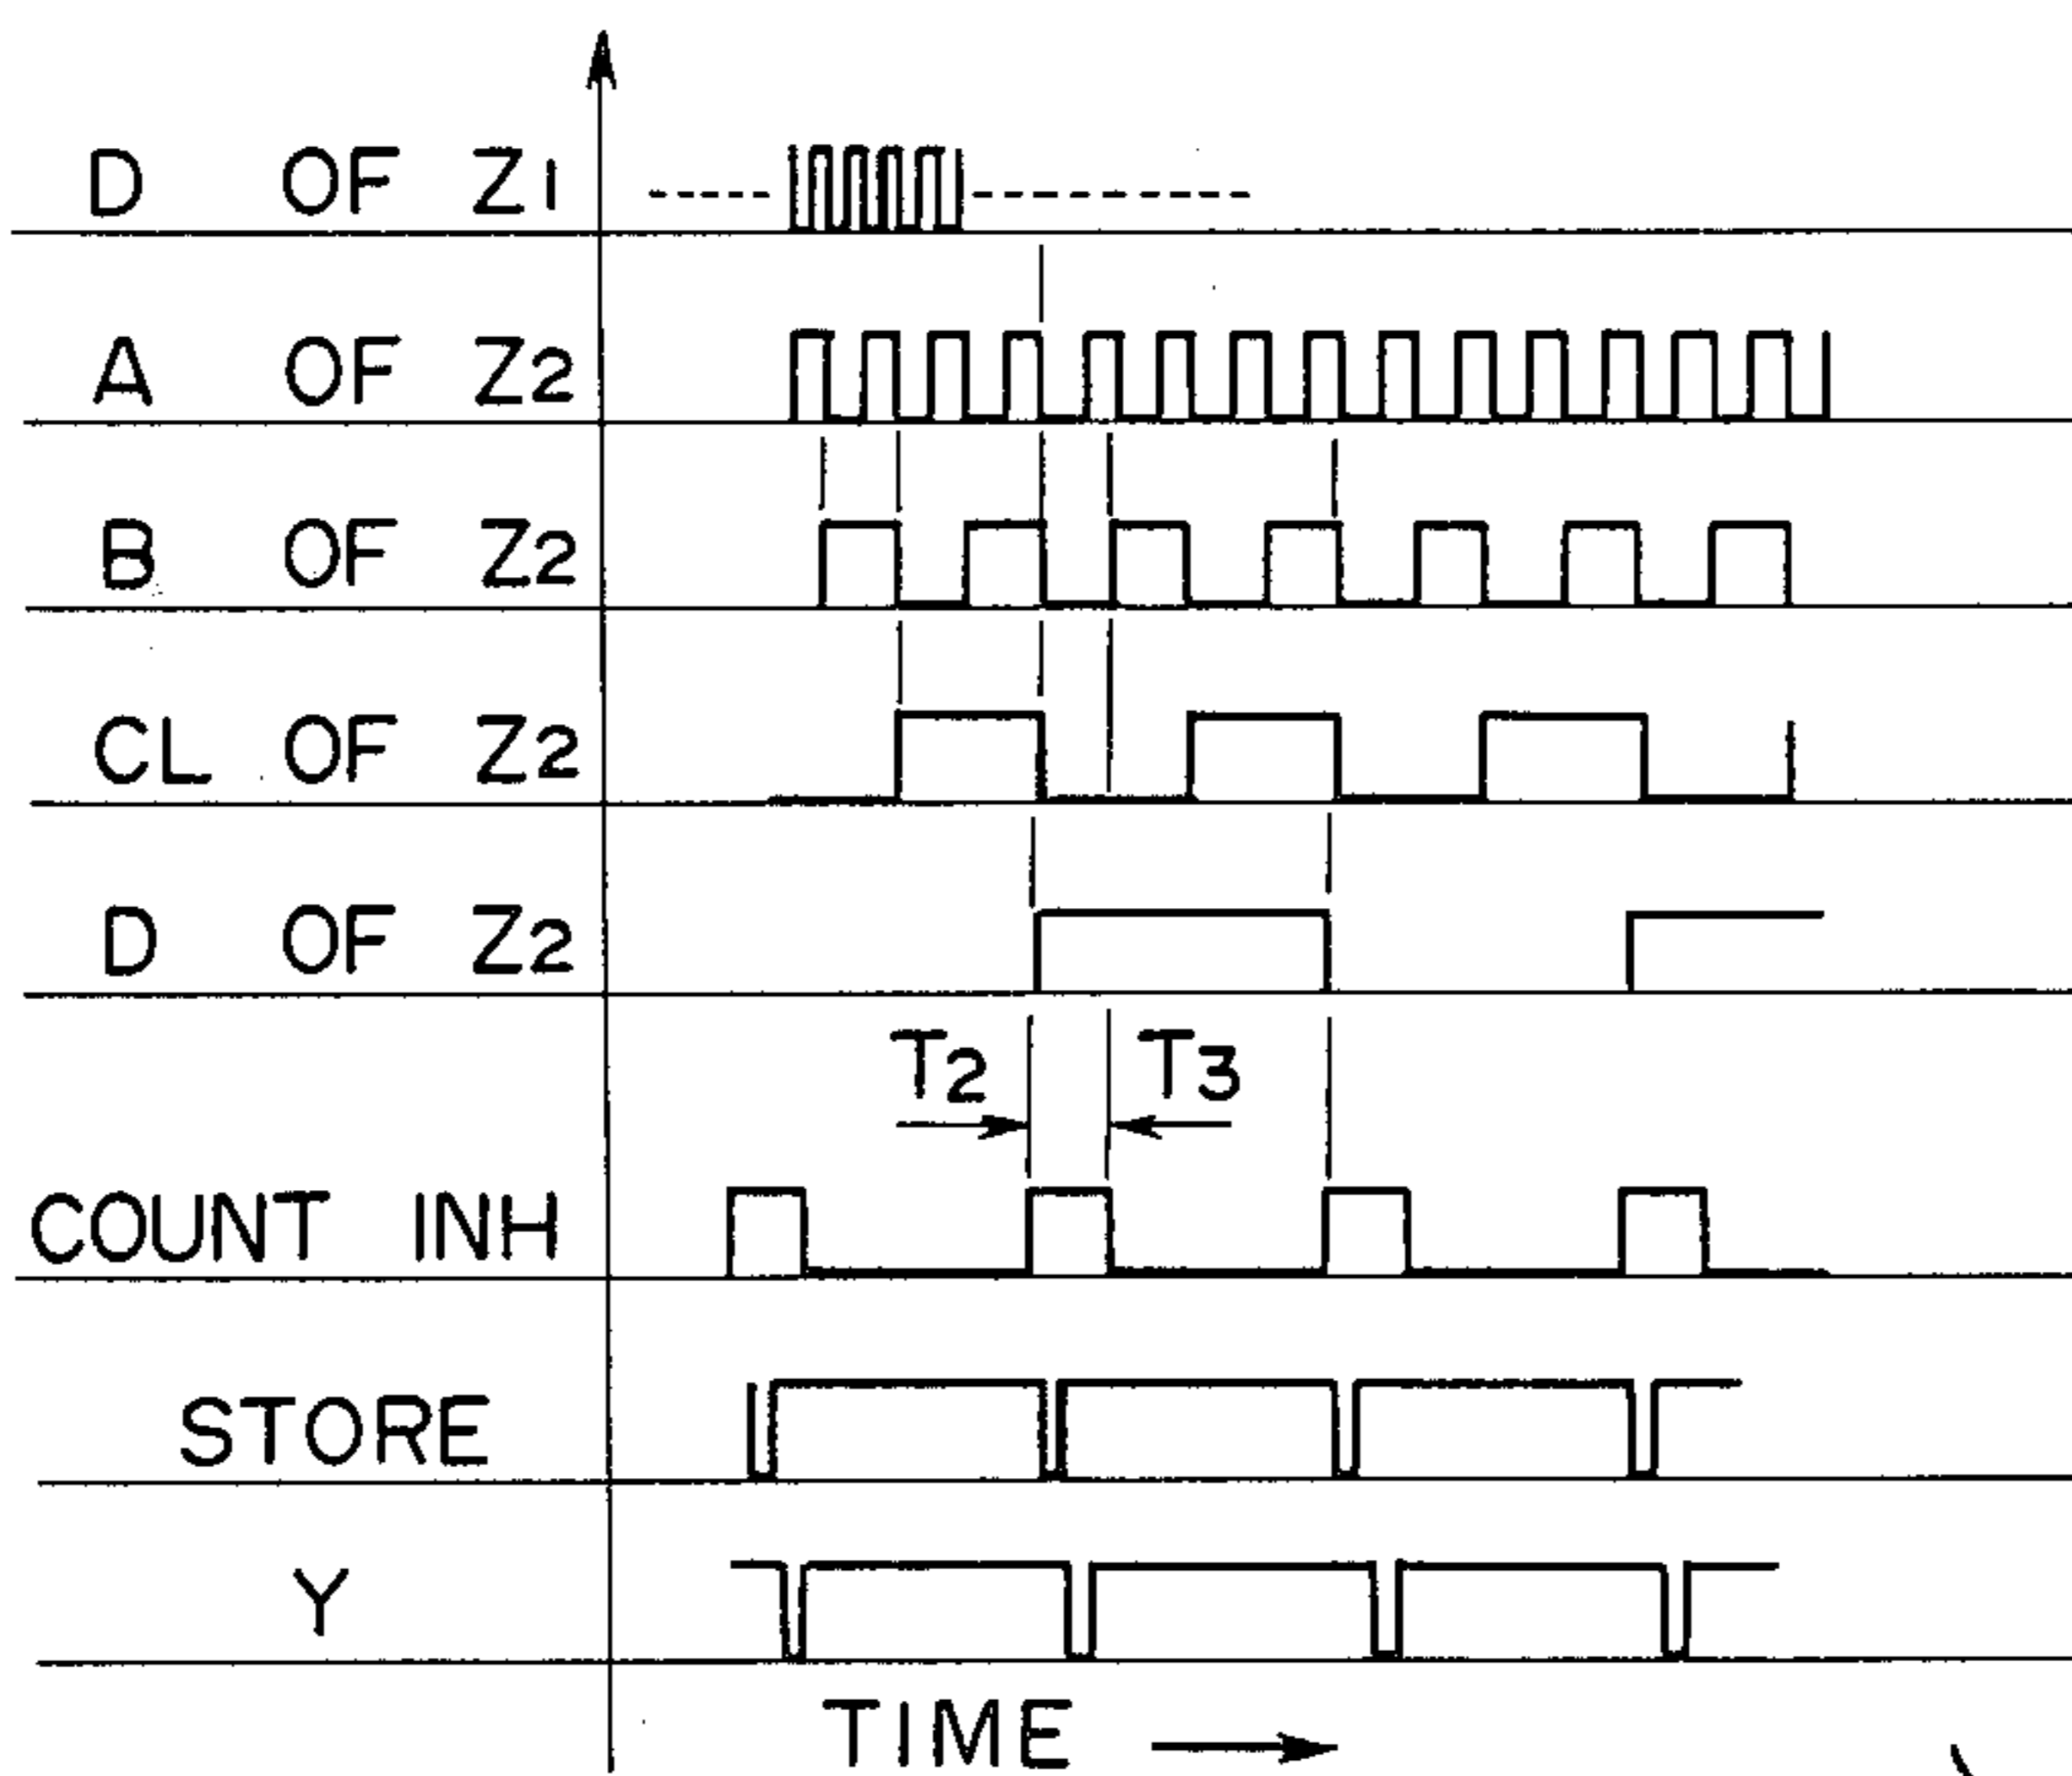 D OF Z1
A OF Z2
B OF Z2
CL OF Z2
D OF Z2
T2 T3
COUNT INH
STORE
Y
TIME